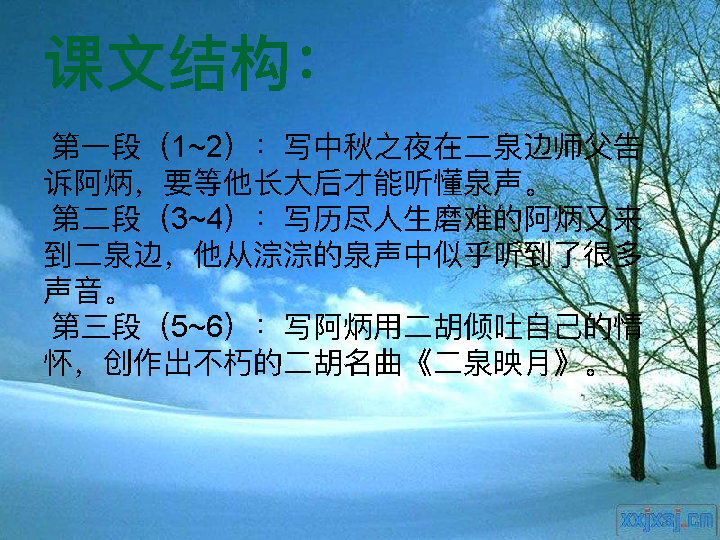 课文结构：
第一段（1~2）：写中秋之夜在二泉边师父告
诉阿炳，要等他长大后才能听懂泉声。
第二段（3~4）：写历尽人生磨难的阿炳又来
到二泉边，他从淙淙的泉声中似乎听到了很多
声音。
第三段（5~6）：写阿炳用二胡倾吐自己的情
怀，创作出不朽的二胡名曲《二泉映月》。
xxjxsj.cn